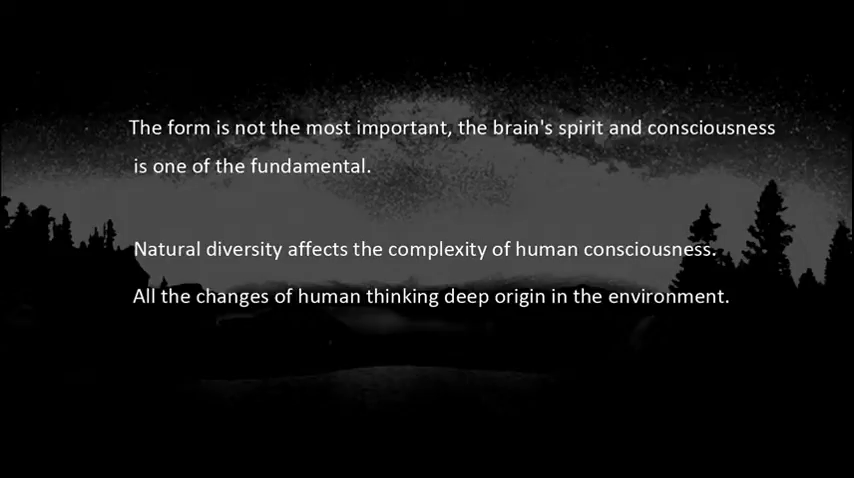 The form is not the most important, the brain's spirit and consciousness
is one of the fundamental.
Natural diversity affects the complexity of human consciousness.
All the changes of human thinking deep origin in the environment.